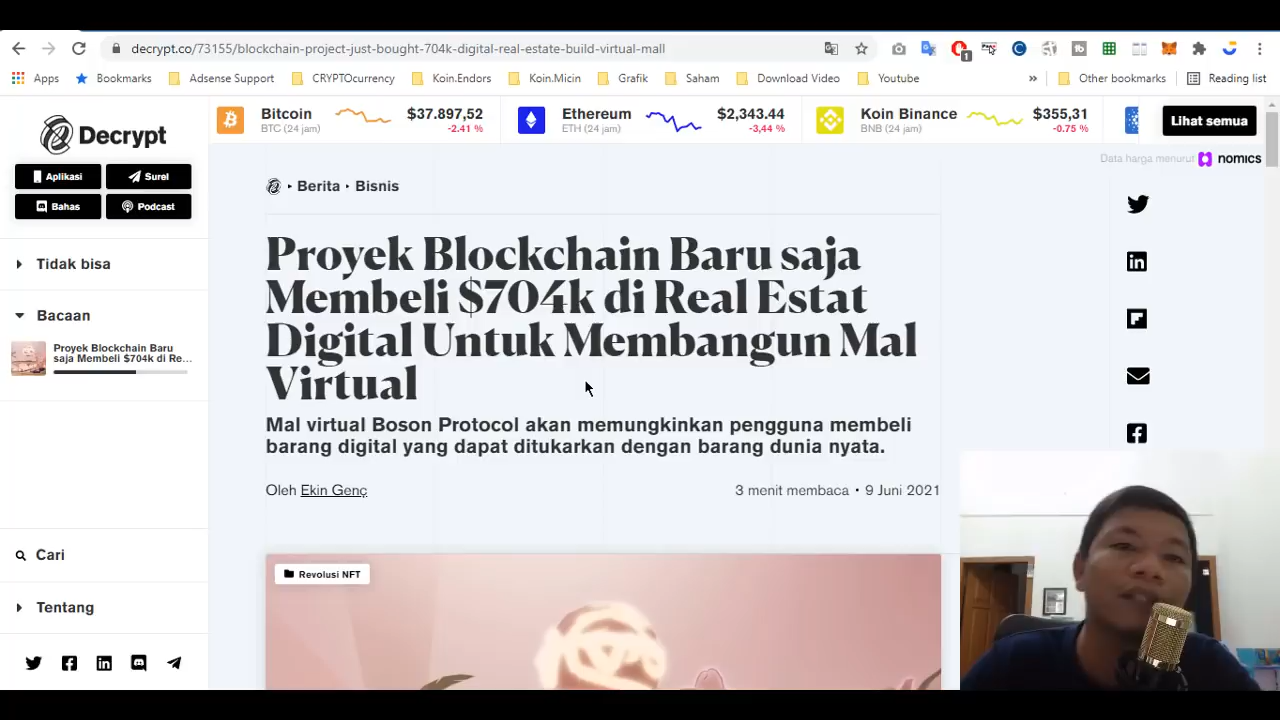 decrypt.co/73155/blockchain-project-just-bought-704k-digital-real-estate-build-virtual-mall
1
Apps
Bookmarks
Adsense Support
CRYPTOcurrency
Koin.Endors
Koin.Micin
Grafik
Saham
Download Video
Youtube
»
Other bookmarks
Reading list
Decrypt
Aplikasi
Surel
Bahas
Podcast
Bitcoin
$37.897,52
BTC (24 jam)
-2.41 %
Ethereum
$2,343.44
ETH (24 jam)
-3,44 %
Koin Binance
$355,31
BNB (24 jam)
-0.75 %
Lihat semua
Data harga menurut nomics
Berita
Bisnis
Tidak bisa
Bacaan
Proyek Blockchain Baru
saja Membeli $704k di Re...
Proyek Blockchain Baru saja
Membeli $704k di Real Estat
Digital Untuk Membangun Mal
Virtual
Mal virtual Boson Protocol akan memungkinkan pengguna membeli
barang digital yang dapat ditukarkan dengan barang dunia nyata.
Oleh Ekin Genç
3 menit membaca • 9 Juni 2021
Revolusi NFT
Cari
Tentang